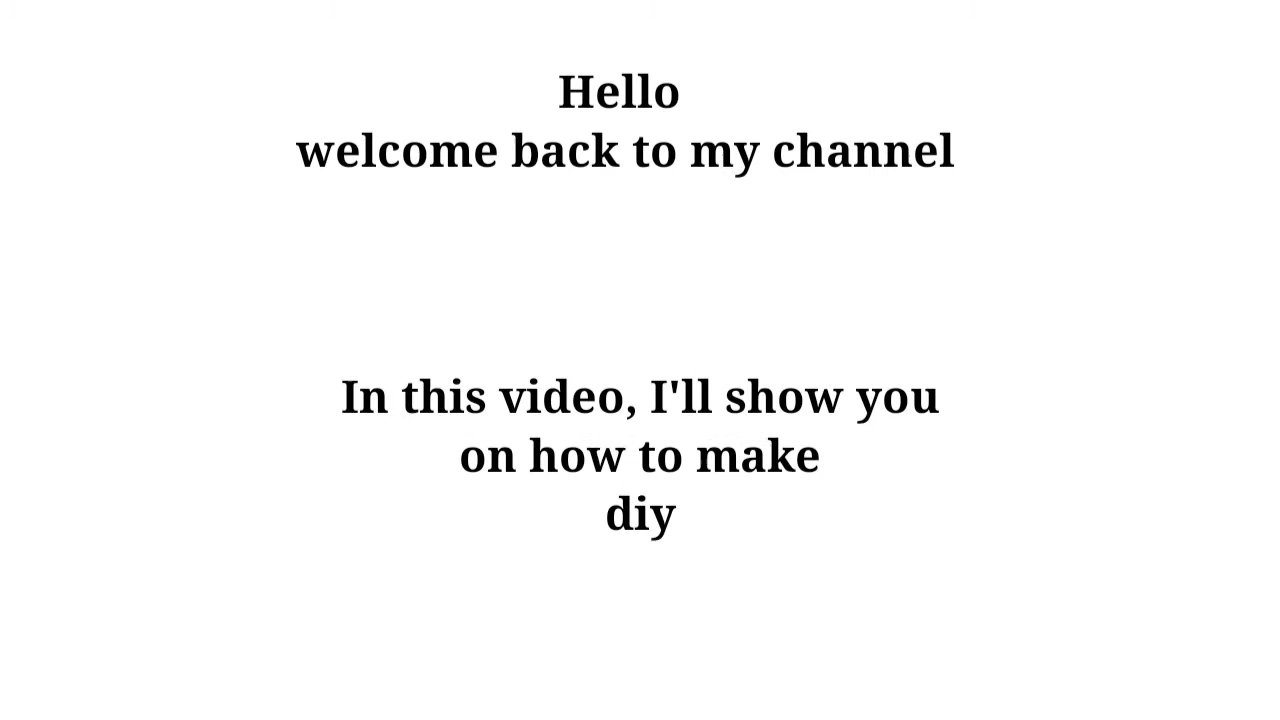 Hello
welcome back to my channel
In this video, I'll show you
on how to make
diy